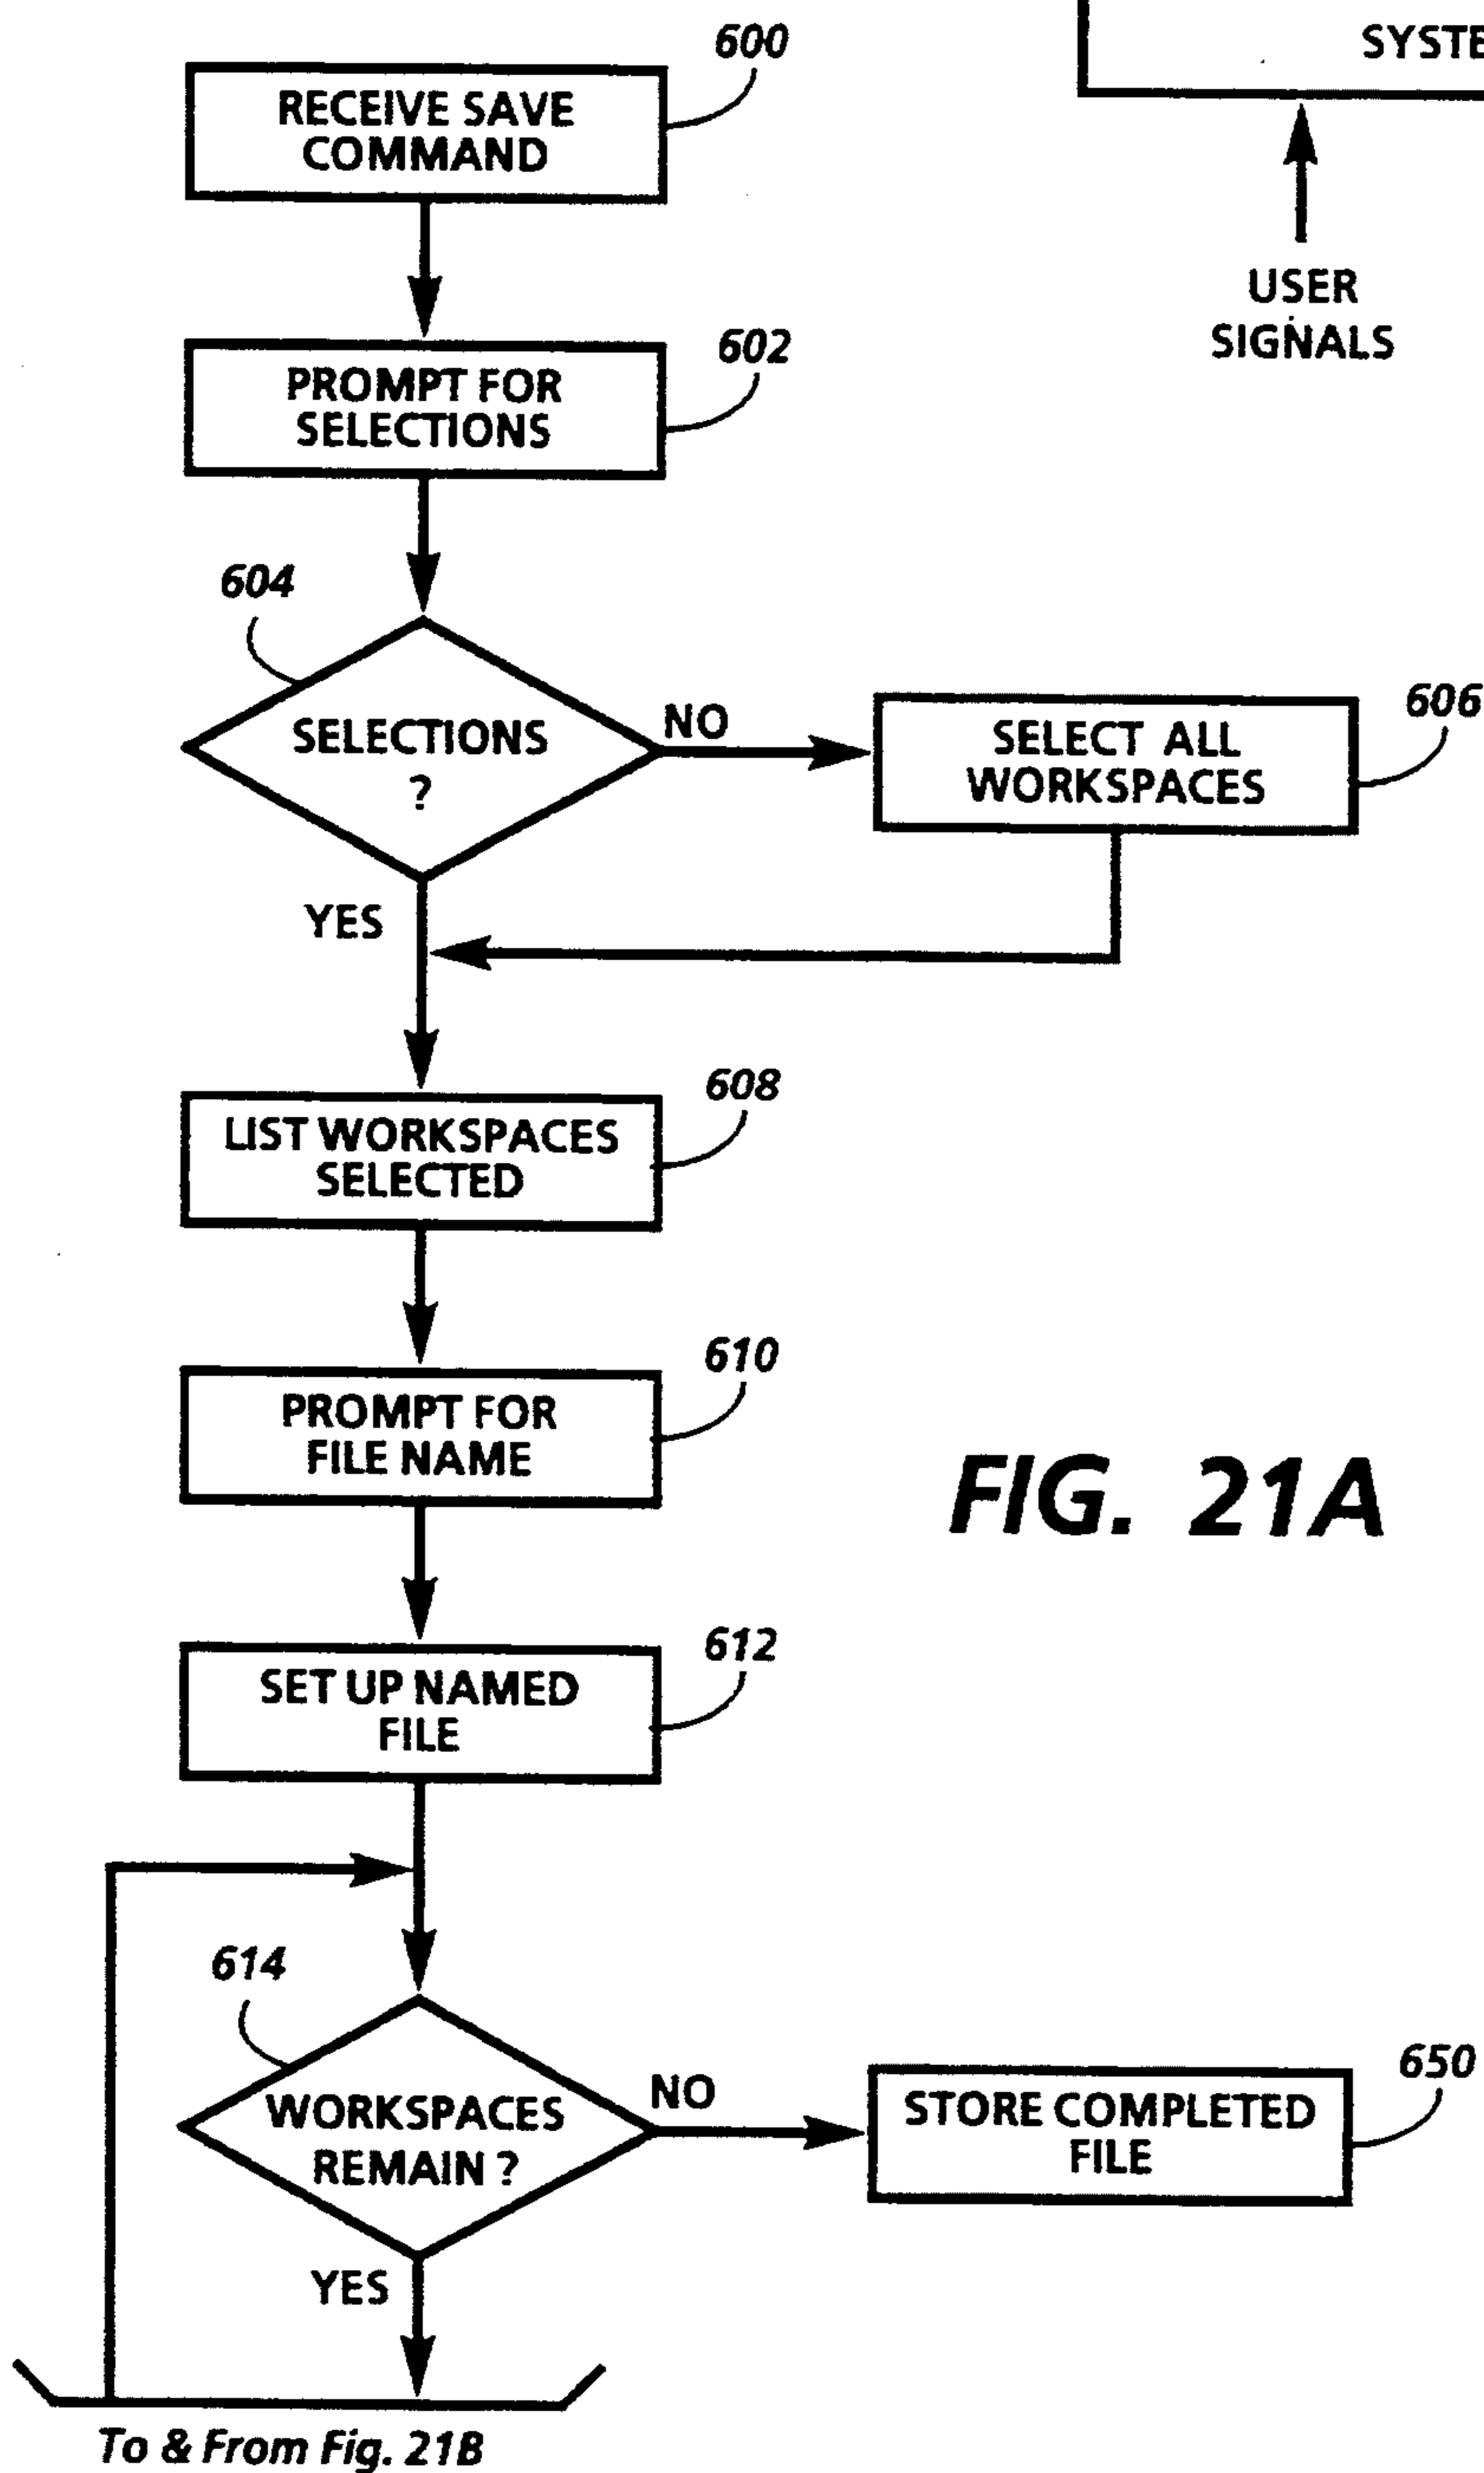 600
RECEIVE SAVE
COMMAND
SYSTE
USER
SIGNALS
602
PROMPT FOR
SELECTIONS
604
SELECTIONS
?
NO
606
SELECT ALL
WORKSPACES
YES
608
LIST WORKSPACES
SELECTED
610
PROMPT FOR
FILE NAME
FIG. 21A
612
SET UP NAMED
FILE
614
WORKSPACES
REMAIN ?
NO
650
STORE COMPLETED
FILE
YES
To & From Fig. 21B